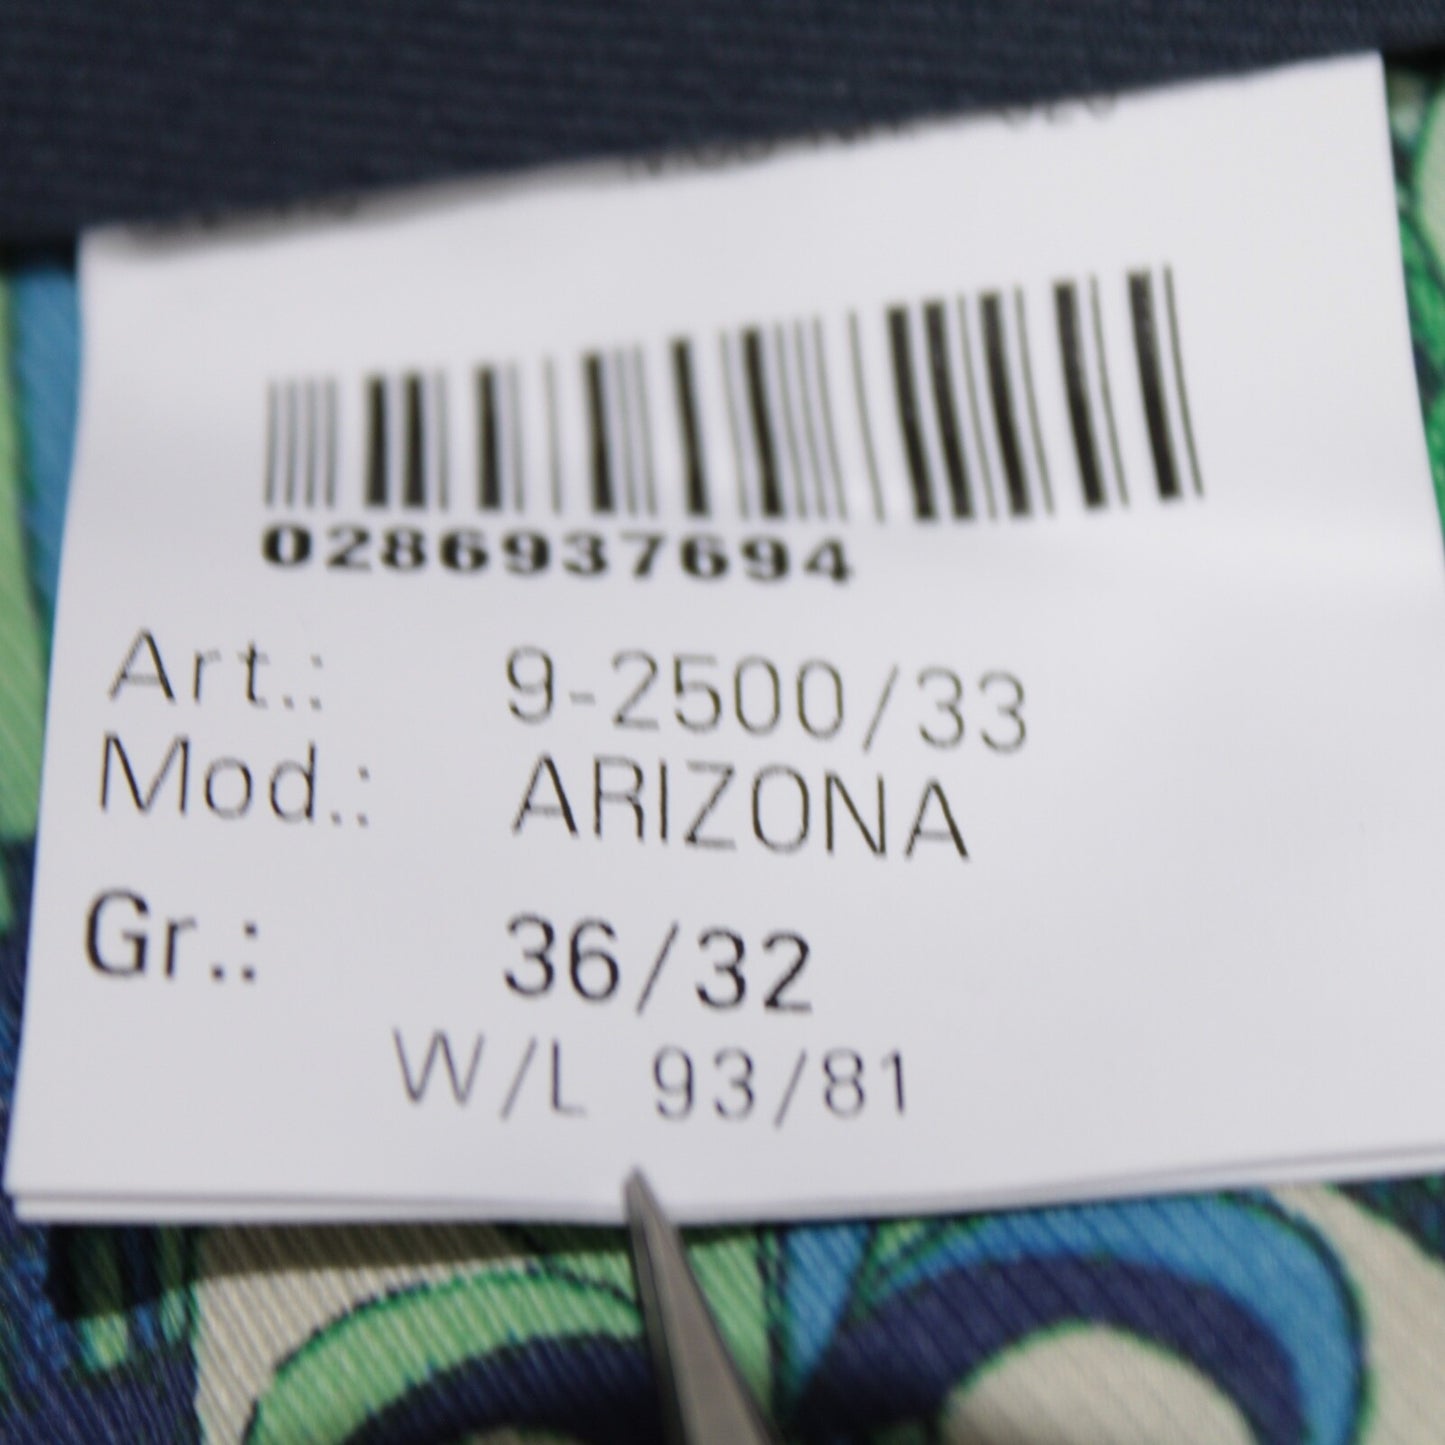 0286937694
Art.: 9-2500/33
Mod.: ARIZONA
Gr.: 36/32
W/L 93/81